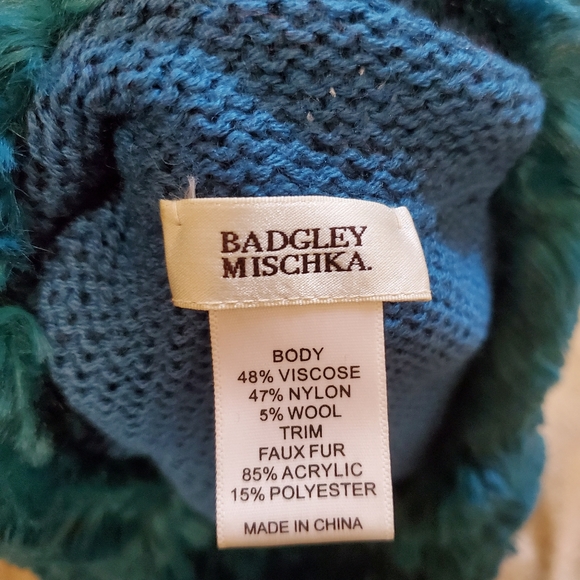 BADGLEY
MISCHKA.
BODY
48% VISCOSE
47% NYLON
5% WOOL
TRIM
FAUX FUR
85% ACRYLIC
15% POLYESTER
MADE IN CHINA